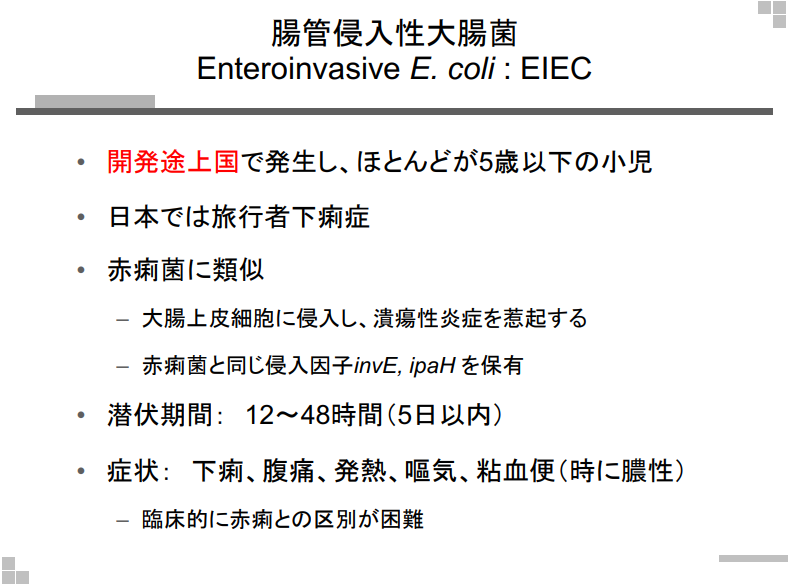 腸管侵入性大腸菌
Enteroinvasive E. coli : EIEC
• 開発途上国で発生し、ほとんどが5歳以下の小児
• 日本では旅行者下痢症
• 赤痢菌に類似
– 大腸上皮細胞に侵入し、潰瘍性炎症を惹起する
– 赤痢菌と同じ侵入因子invE, ipaH を保有
• 潜伏期間: 12～48時間(5日以内)
• 症状: 下痢、腹痛、発熱、嘔気、粘血便(時に膿性)
– 臨床的に赤痢との区別が困難